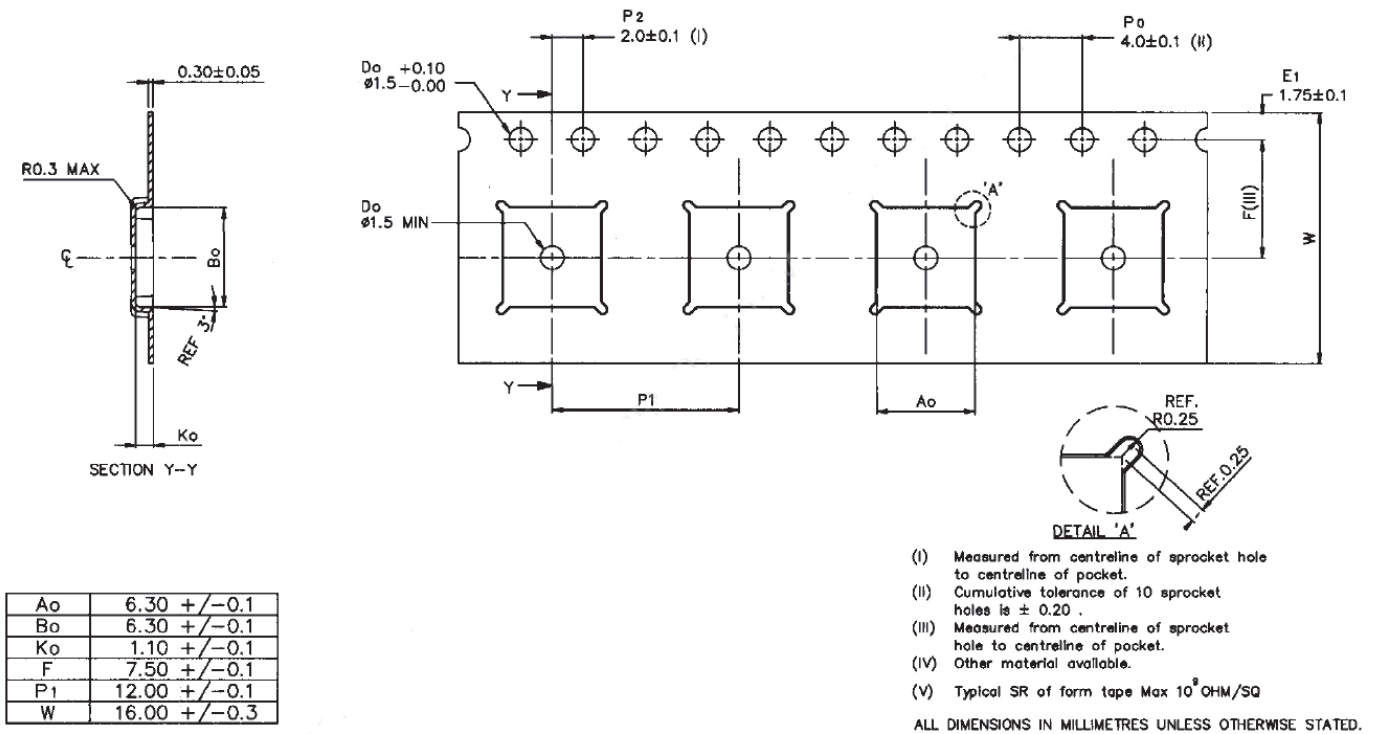 P2
2.0±0.1 (I)
Po
4.0±0.1 (II)
E1
1.75±0.1
0.30±0.05
Do +0.10
ø1.5-0.00
Y
R0.3 MAX
'A'
Do
ø1.5 MIN
F(III)
W
℄
Bo
REF 3°
Y
P1
Ao
Ko
SECTION Y-Y
REF.
R0.25
REF.0.25
DETAIL 'A'
(I) Measured from centreline of sprocket hole
to centreline of pocket.
(II) Cumulative tolerance of 10 sprocket
holes is ± 0.20 .
(III) Measured from centreline of sprocket
hole to centreline of pocket.
(IV) Other material available.
(V) Typical SR of form tape Max 10⁹ OHM/SQ
ALL DIMENSIONS IN MILLIMETRES UNLESS OTHERWISE STATED.
Ao 6.30 +/-0.1
Bo 6.30 +/-0.1
Ko 1.10 +/-0.1
F 7.50 +/-0.1
P1 12.00 +/-0.1
W 16.00 +/-0.3